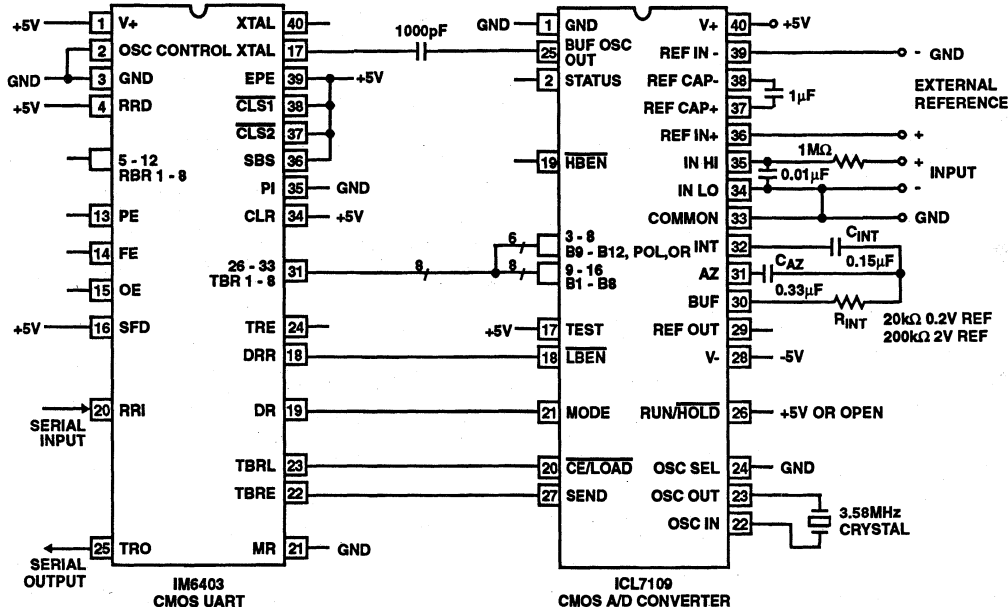 +5V 1 V+ XTAL 40
2 OSC CONTROL XTAL 17
GND 3 GND EPE 39 +5V
+5V 4 RRD CLS1 38
CLS2 37
5 - 12
RBR 1 - 8
SBS 36
PI 35 GND
13 PE CLR 34 +5V
14 FE
26 - 33
TBR 1 - 8 31
15 OE
+5V 16 SFD TRE 24
DRR 18
SERIAL
INPUT
20 RRI DR 19
TBRL 23
TBRE 22
SERIAL
OUTPUT
25 TRO MR 21 GND
IM6403
CMOS UART
1000pF
8
6
8
GND 1 GND V+ 40 +5V
25 BUF OSC
OUT
REF IN - 39 - GND
2 STATUS REF CAP- 38
1µF
REF CAP+ 37
EXTERNAL
REFERENCE
REF IN+ 36 +
19 HBEN IN HI 35 1MΩ +
0.01µF
INPUT
IN LO 34 -
COMMON 33 GND
3 - 8
B9 - B12, POL,OR
INT 32 CINT
0.15µF
9 - 16
B1 - B8
AZ 31 CAZ
0.33µF
BUF 30 RINT
20kΩ 0.2V REF
200kΩ 2V REF
+5V 17 TEST REF OUT 29
18 LBEN V- 28 -5V
21 MODE RUN/HOLD 26 +5V OR OPEN
20 CE/LOAD OSC SEL 24 GND
27 SEND OSC OUT 23
OSC IN 22
3.58MHz
CRYSTAL
ICL7109
CMOS A/D CONVERTER